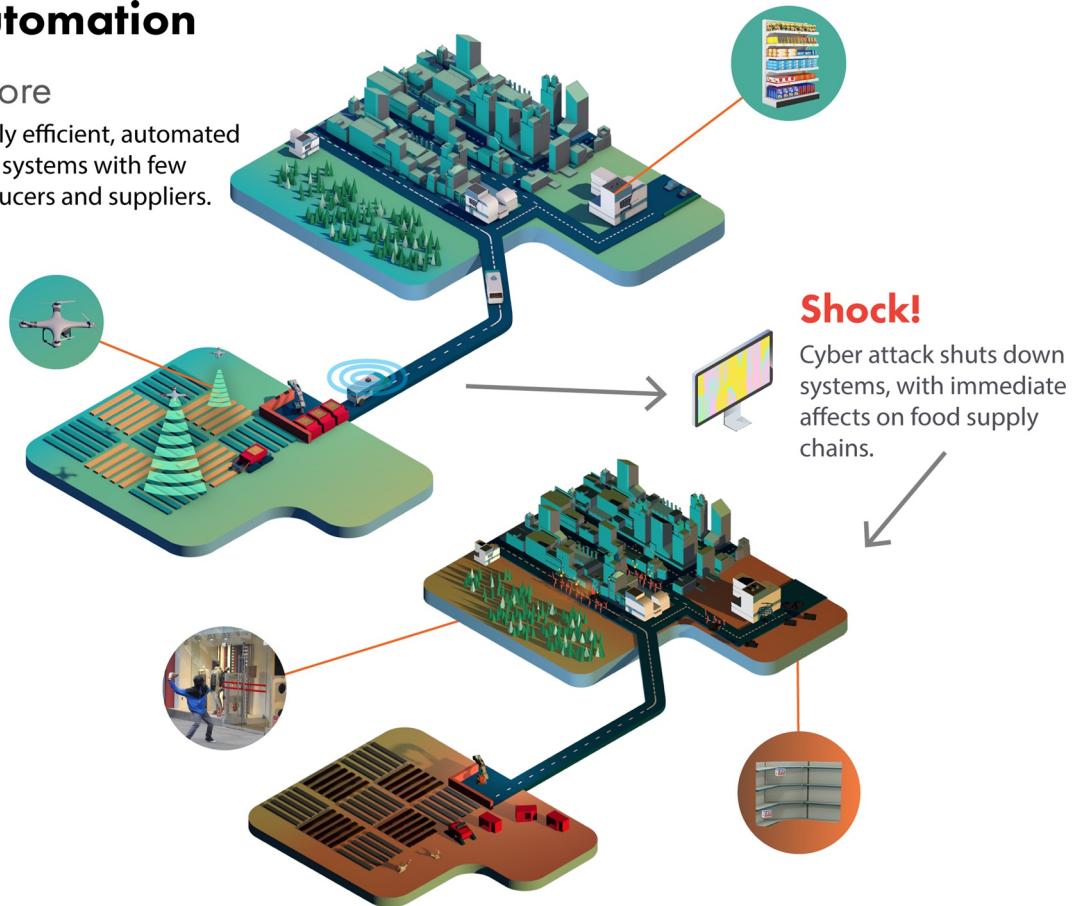 utomation
ore
ly efficient, automated
systems with few
ucers and suppliers.
Shock!
Cyber attack shuts down
systems, with immediate
affects on food supply
chains.